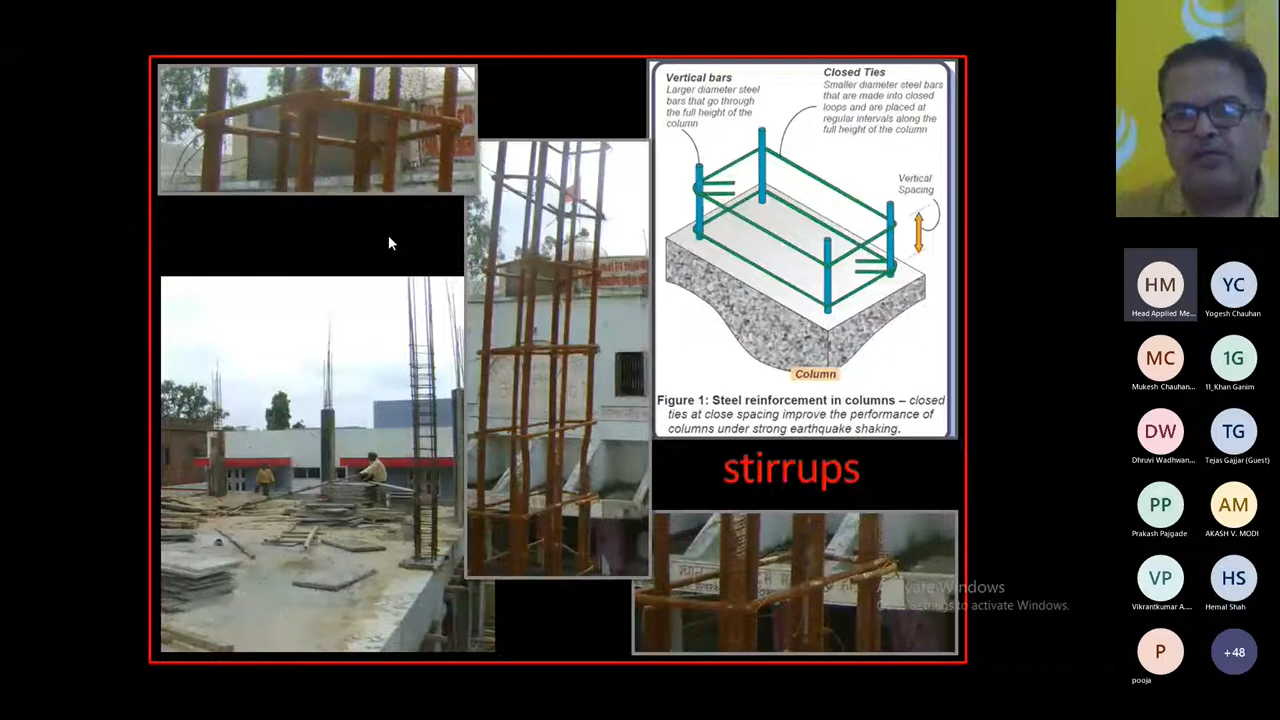 Vertical bars
Larger diameter steel
bars that go through
the full height of the
column
Closed Ties
Smaller diameter steel bars
that are made into closed
loops and are placed at
regular intervals along the
full height of the column
Vertical
Spacing
Column
Figure 1: Steel reinforcement in columns – closed
ties at close spacing improve the performance of
columns under strong earthquake shaking.
stirrups
Windows
to activate Windows.
HM
Head Applied Me...
YC
Yogesh Chauhan
MC
Mukesh Chauhan...
1G
11_Khan Ganim
DW
Dhruvi Wadhwan...
TG
Tejas Gajjar (Guest)
PP
Prakash Pajgade
AM
AKASH V. MODI
VP
Vikrantkumar A....
HS
Hemal Shah
P
pooja
+48